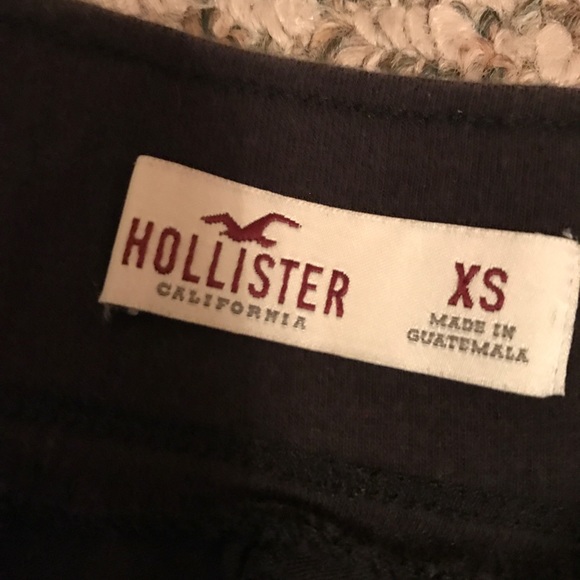 HOLLISTER
CALIFORNIA
XS
MADE IN
GUATEMALA